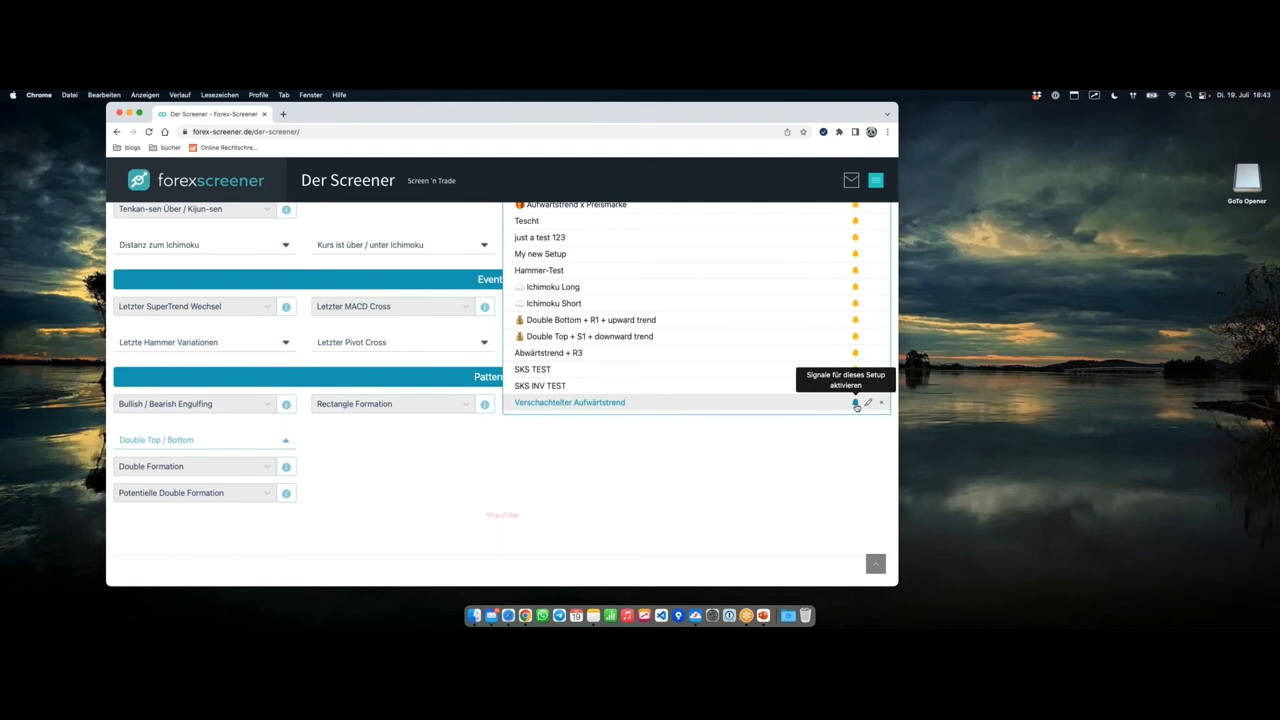 Chrome Datei Bearbeiten Anzeigen Verlauf Lesezeichen Profile Tab Fenster Hilfe
Di. 19. Juli 18:43
Der Screener - Forex-Screener
forex-screener.de/der-screener/
blogs bücher Online Rechtschre...
forexscreener Der Screener Screen 'n Trade
GoTo Opener
Tenkan-sen Über / Kijun-sen
Distanz zum Ichimoku Kurs ist über / unter Ichimoku
Event
Letzter SuperTrend Wechsel Letzter MACD Cross
Letzte Hammer Variationen Letzter Pivot Cross
Pattern
Bullish / Bearish Engulfing Rectangle Formation
Double Top / Bottom
Double Formation
Potentielle Double Formation
Aufwärtstrend x Preismarke
Tescht
just a test 123
My new Setup
Hammer-Test
Ichimoku Long
Ichimoku Short
Double Bottom + R1 + upward trend
Double Top + S1 + downward trend
Abwärtstrend + R3
SKS TEST
SKS INV TEST
Verschachtelter Aufwärtstrend
Signale für dieses Setup
aktivieren
*Pro-Filter